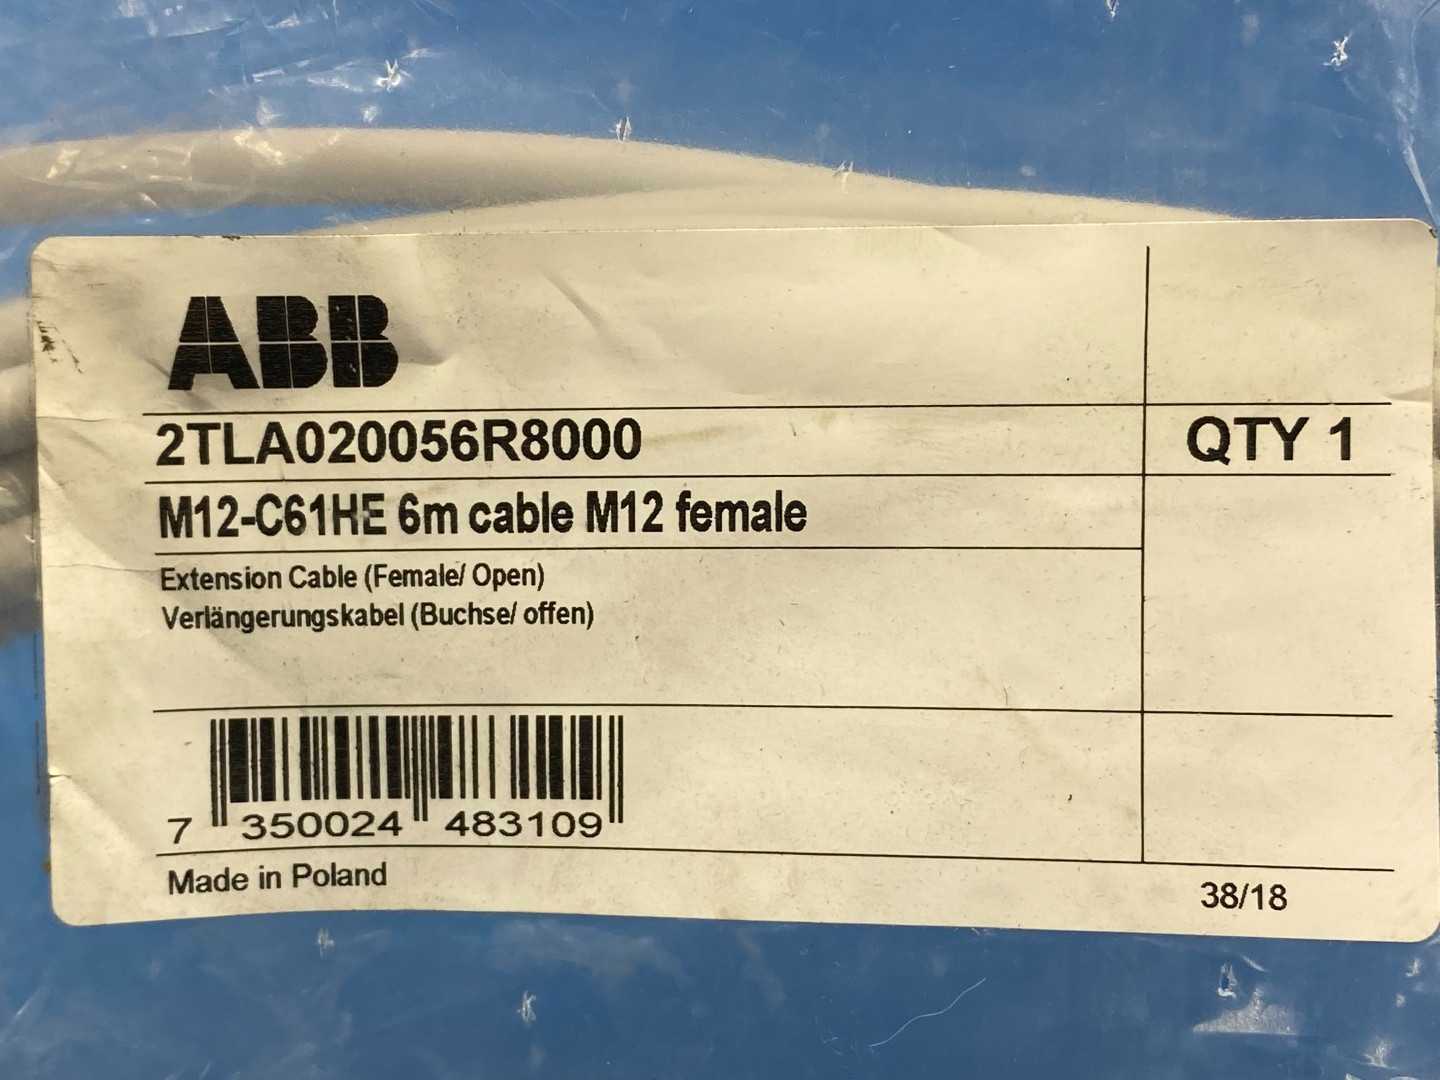 ABB
2TLA020056R8000
QTY 1
M12-C61HE 6m cable M12 female
Extension Cable (Female/ Open)
Verlängerungskabel (Buchse/ offen)
7 350024 483109
Made in Poland
38/18